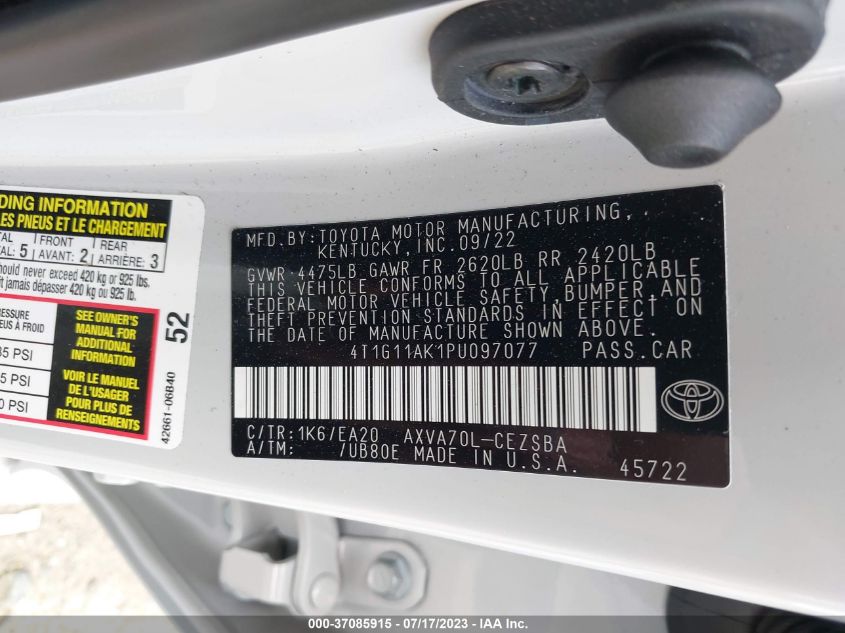 DING INFORMATION
LES PNEUS ET LE CHARGEMENT
TAL FRONT REAR
AL: 5 AVANT: 2 ARRIÈRE: 3
hould never exceed 420 kg or 925 lbs.
it jamais dépasser 420 kg ou 925 lb.
ESSURE
EUS À FROID
35 PSI
5 PSI
0 PSI
SEE OWNER'S
MANUAL FOR
ADDITIONAL
INFORMATION
VOIR LE MANUEL
DE L'USAGER
POUR PLUS DE
RENSEIGNEMENTS
52
42661-06B40
MFD.BY:TOYOTA MOTOR MANUFACTURING,
KENTUCKY,INC.09/22
GVWR 4475LB GAWR FR 2620LB RR 2420LB
THIS VEHICLE CONFORMS TO ALL APPLICABLE
FEDERAL MOTOR VEHICLE SAFETY,BUMPER,AND
THEFT PREVENTION STANDARDS IN EFFECT ON
THE DATE OF MANUFACTURE SHOWN ABOVE.
4T1G11AK1PU097077 PASS.CAR
C/TR:1K6/EA20 AXVA70L-CEZSBA
A/TM: /UB80E MADE IN U.S.A.
45722
000-37085915 - 07/17/2023 - IAA Inc.